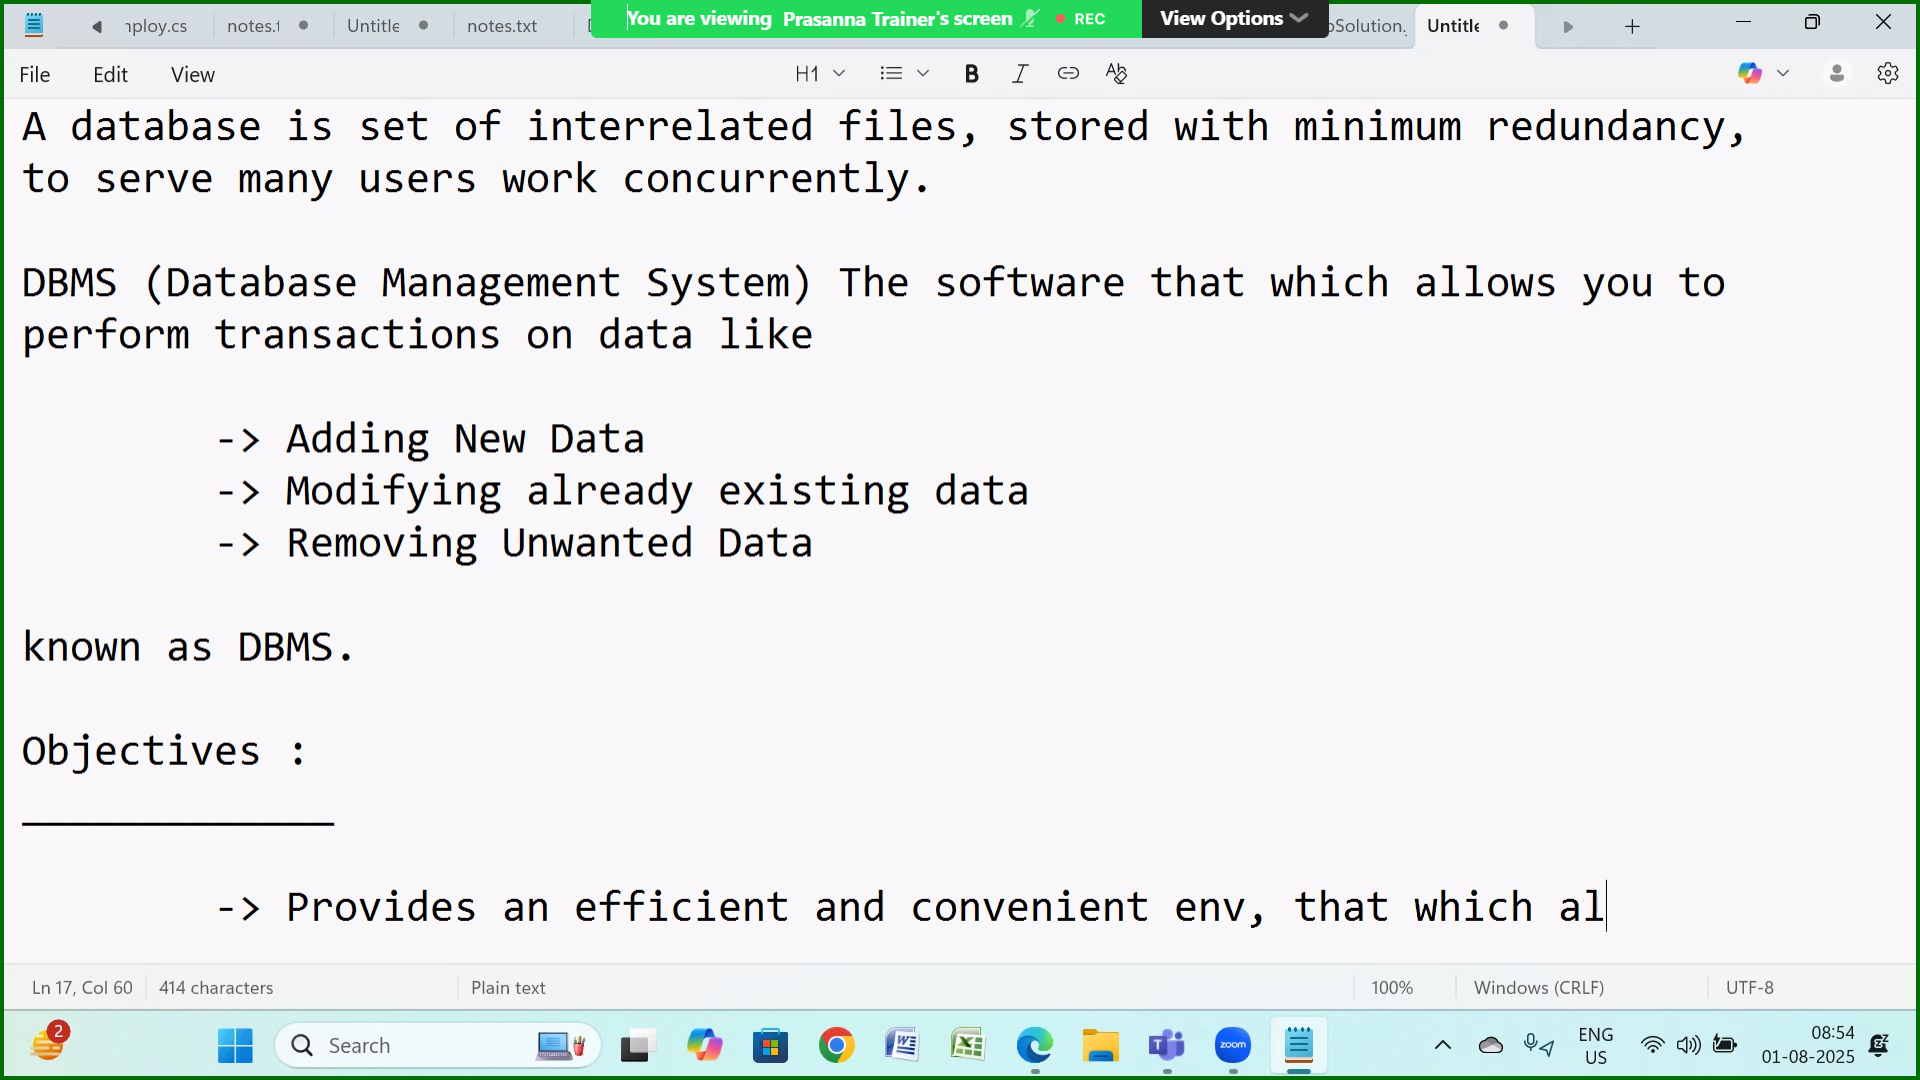 nploy.cs
notes.t
Untitle
notes.txt
You are viewing Prasanna Trainer's screen
REC
View Options
Solution.
Untitle
File
Edit
View
H1
B
I
A database is set of interrelated files, stored with minimum redundancy,
to serve many users work concurrently.
DBMS (Database Management System) The software that which allows you to
perform transactions on data like
-> Adding New Data
-> Modifying already existing data
-> Removing Unwanted Data
known as DBMS.
Objectives :
_____________
-> Provides an efficient and convenient env, that which al
Ln 17, Col 60
414 characters
Plain text
100%
Windows (CRLF)
UTF-8
2
Search
zoom
ENG
US
08:54
01-08-2025